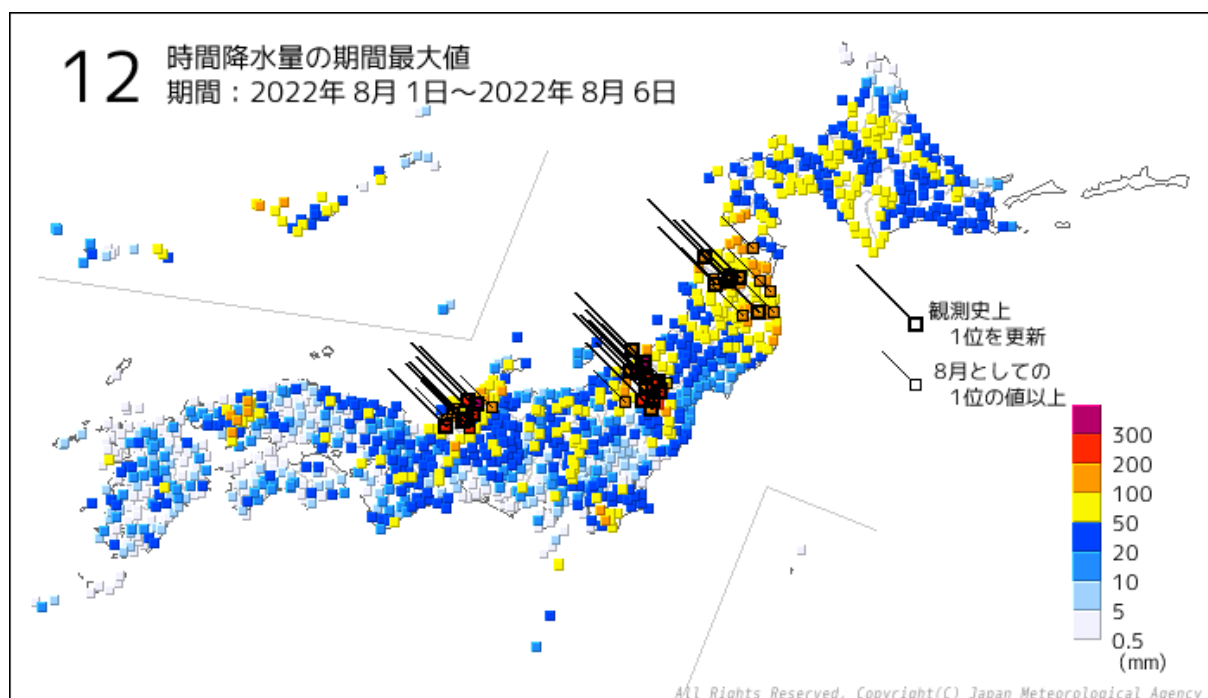 12
時間降水量の期間最大値
期間：2022年 8月 1日～2022年 8月 6日
観測史上
1位を更新
8月としての
1位の値以上
300
200
100
50
20
10
5
0.5
(mm)
All Rights Reserved. Copyright(C) Japan Meteorological Agency